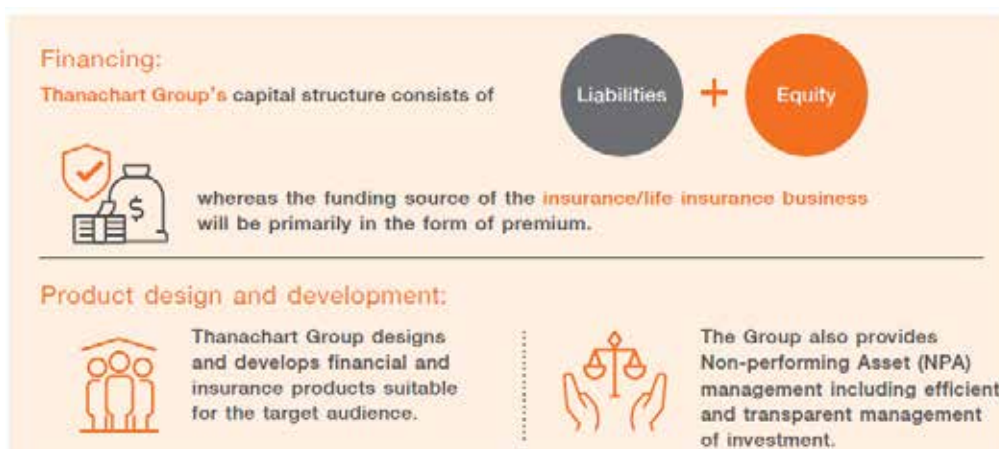 Financing:
Thanachart Group's capital structure consists of
Liabilities + Equity
$
whereas the funding source of the insurance/life insurance business
will be primarily in the form of premium.
Product design and development:
Thanachart Group designs
and develops financial and
insurance products suitable
for the target audience.
The Group also provides
Non-performing Asset (NPA)
management including efficient
and transparent management
of investment.